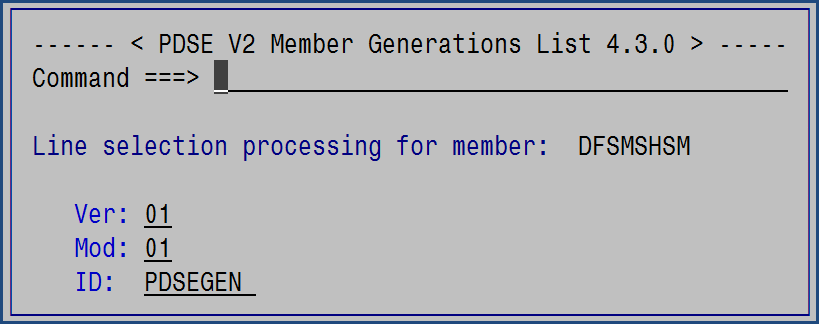 ------ < PDSE V2 Member Generations List 4.3.0 > -----
Command ===>
Line selection processing for member: DFSMSHSM
Ver: 01
Mod: 01
ID: PDSEGEN